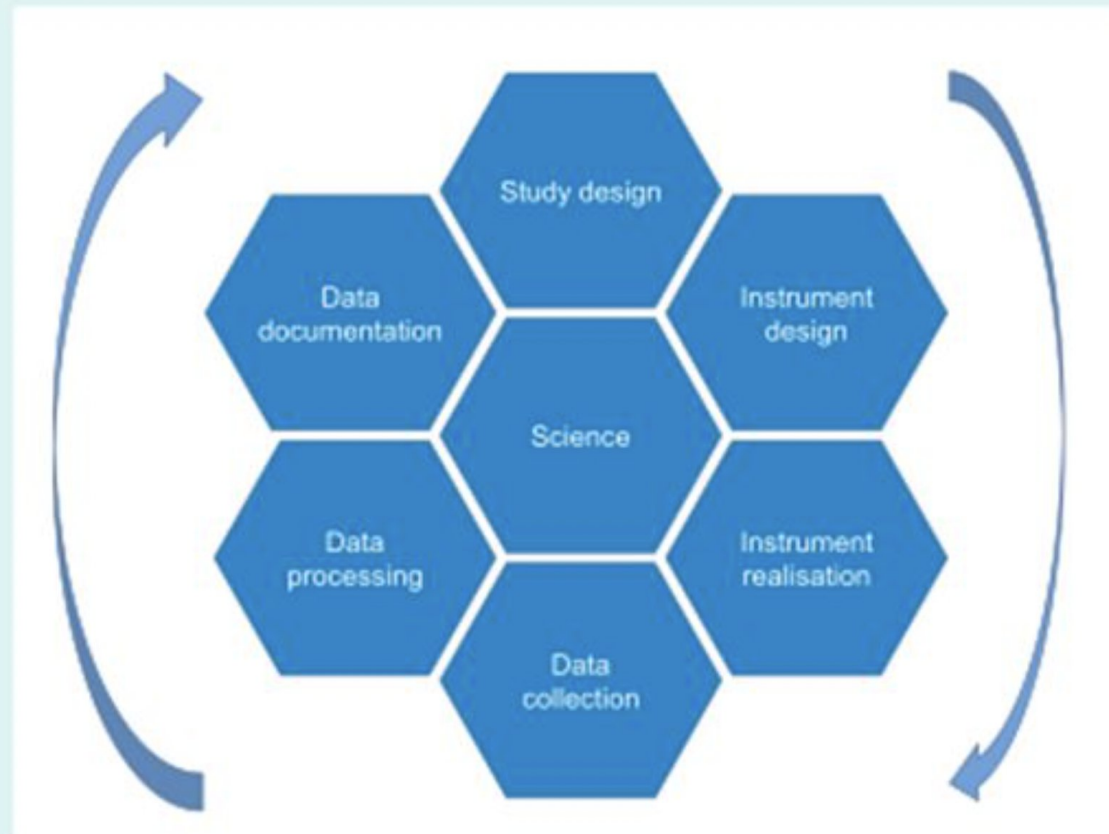 Study design
Data
documentation
Instrument
design
Science
Data
processing
Instrument
realisation
Data
collection